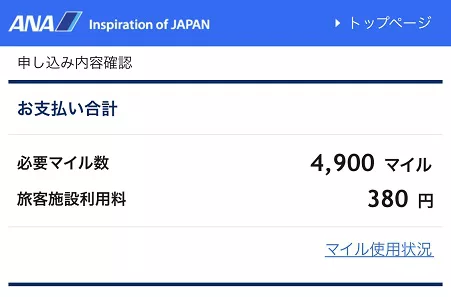 ANA Inspiration of JAPAN トップページ
申し込み内容確認
お支払い合計
必要マイル数 4,900 マイル
旅客施設利用料 380 円
マイル使用状況